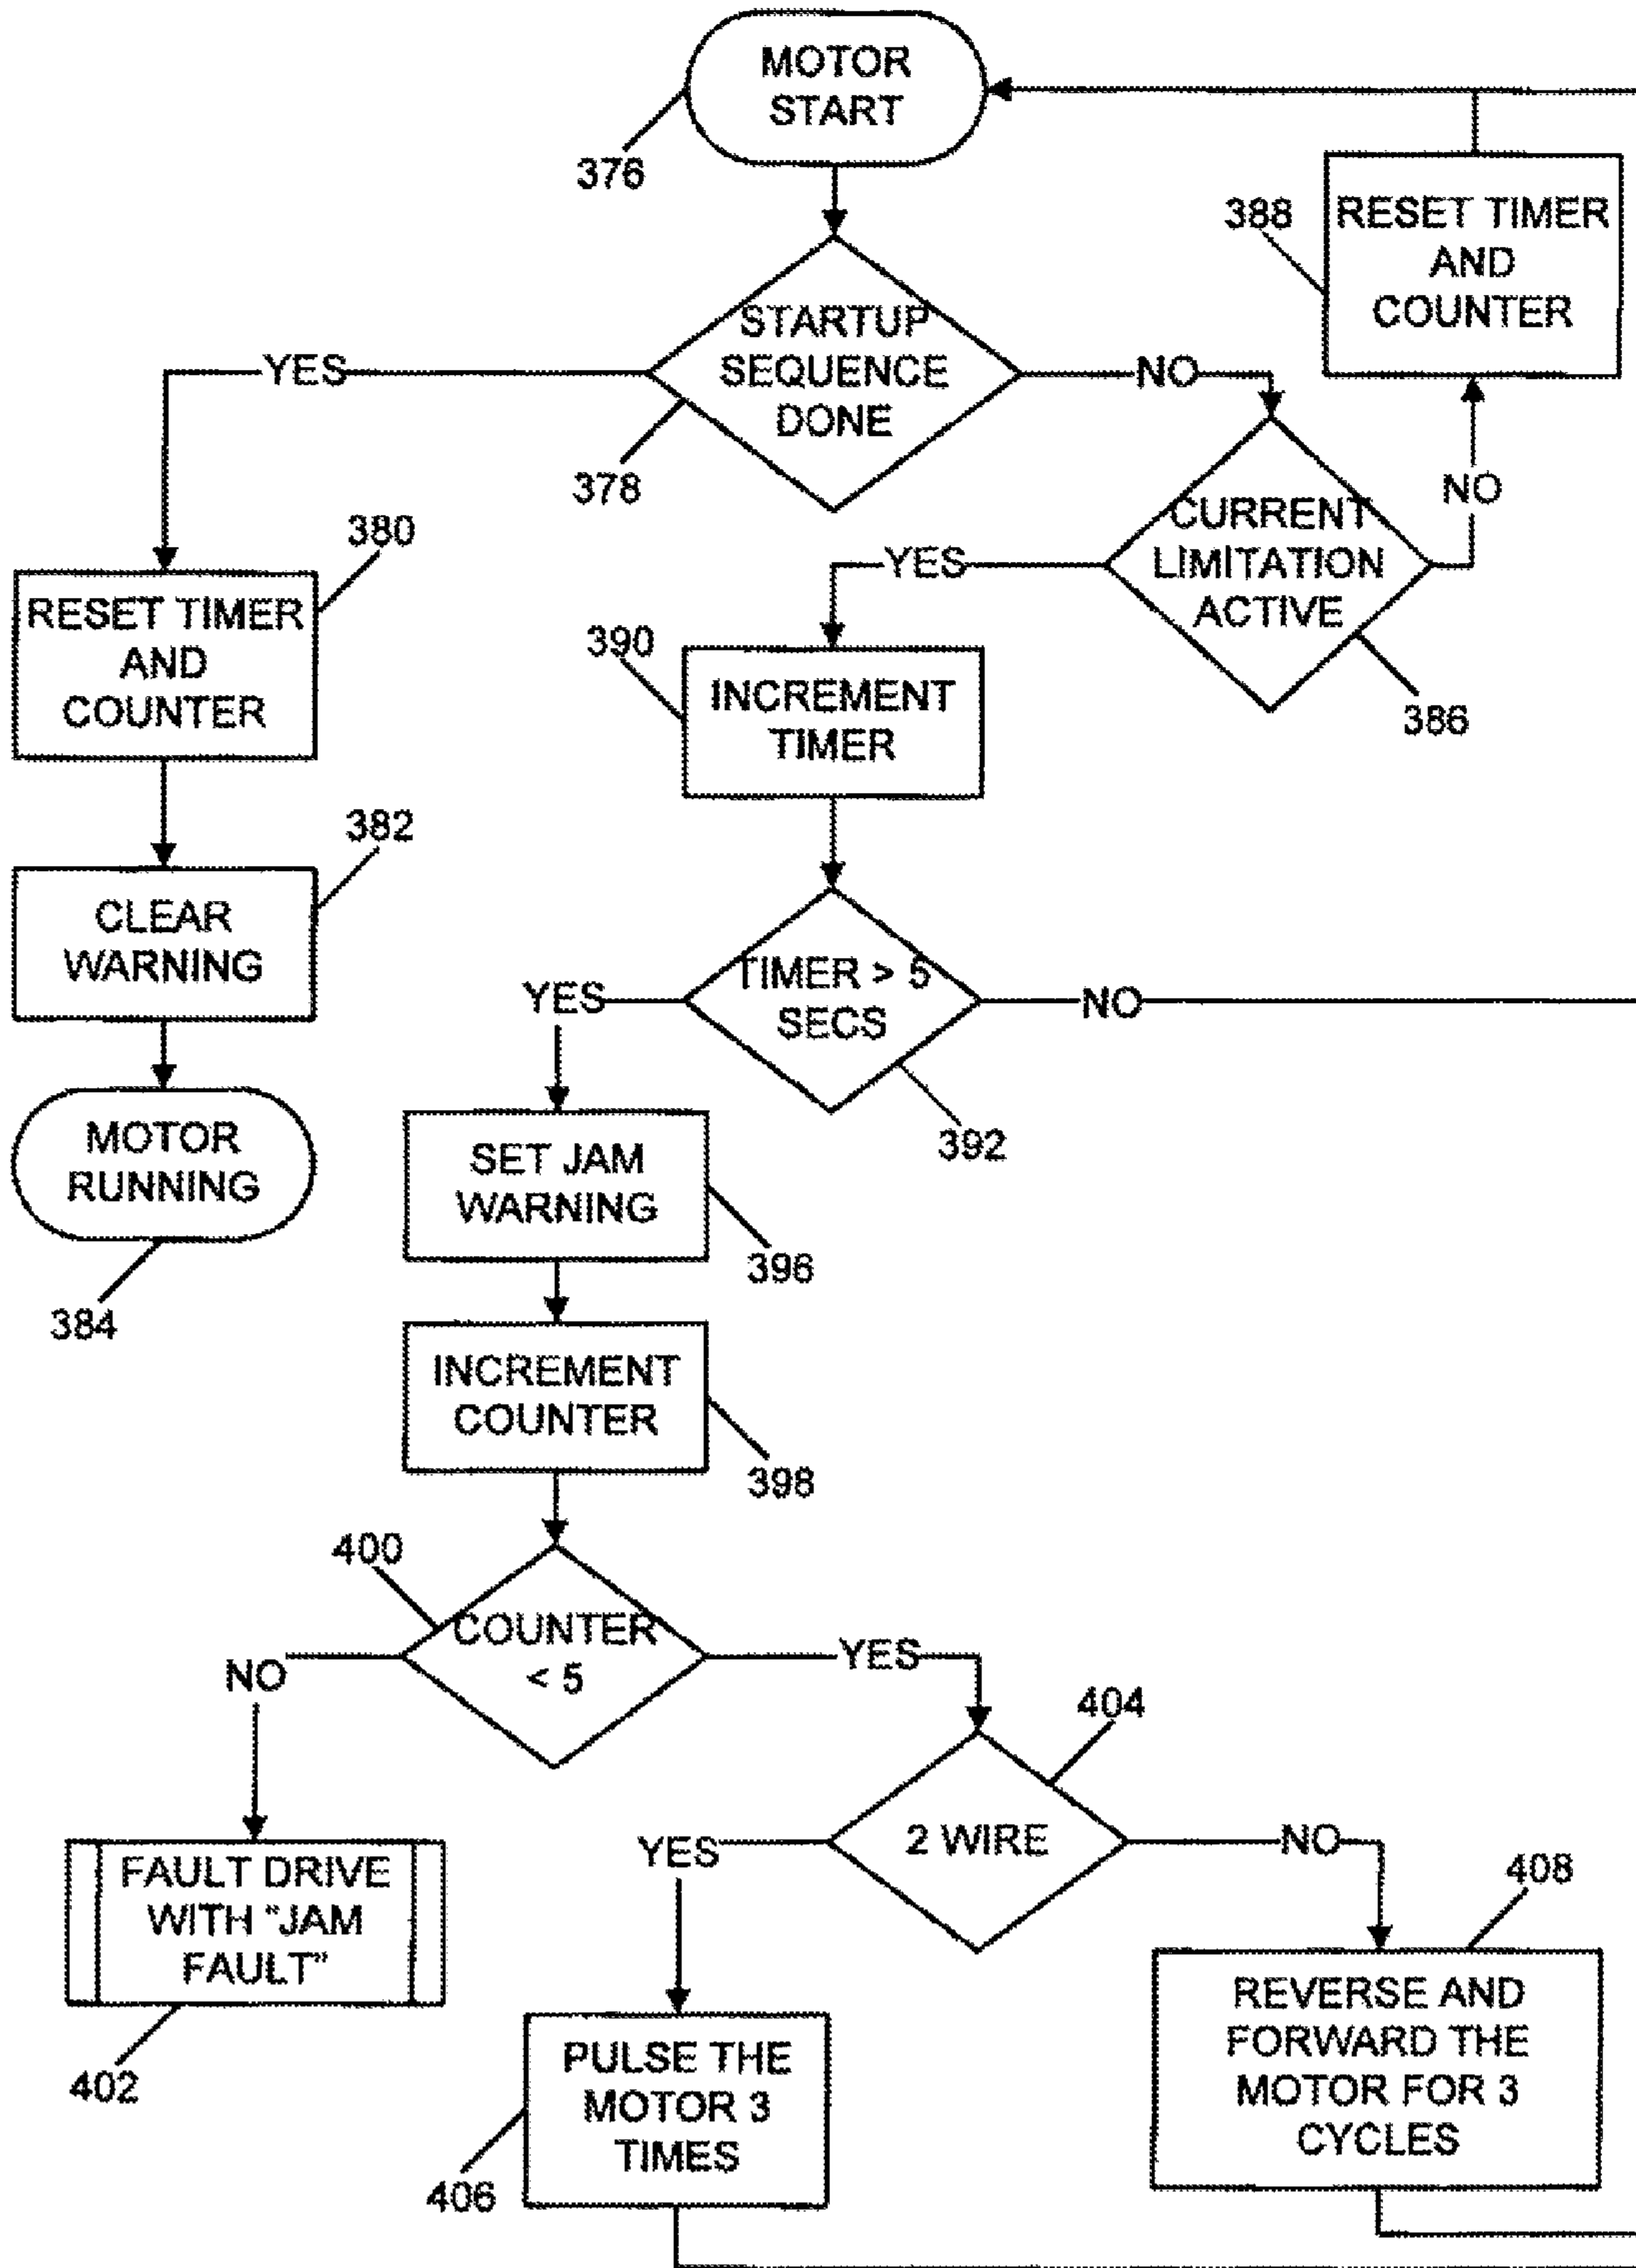 MOTOR
START
376
388
RESET TIMER
AND
COUNTER
STARTUP
SEQUENCE
DONE
YES
NO
378
NO
CURRENT
LIMITATION
ACTIVE
386
380
YES
RESET TIMER
AND
COUNTER
390
INCREMENT
TIMER
382
CLEAR
WARNING
TIMER > 5
SECS
YES
NO
392
MOTOR
RUNNING
384
SET JAM
WARNING
396
INCREMENT
COUNTER
398
400
COUNTER
< 5
NO
YES
404
2 WIRE
YES
NO
408
FAULT DRIVE
WITH "JAM
FAULT"
402
PULSE THE
MOTOR 3
TIMES
406
REVERSE AND
FORWARD THE
MOTOR FOR 3
CYCLES